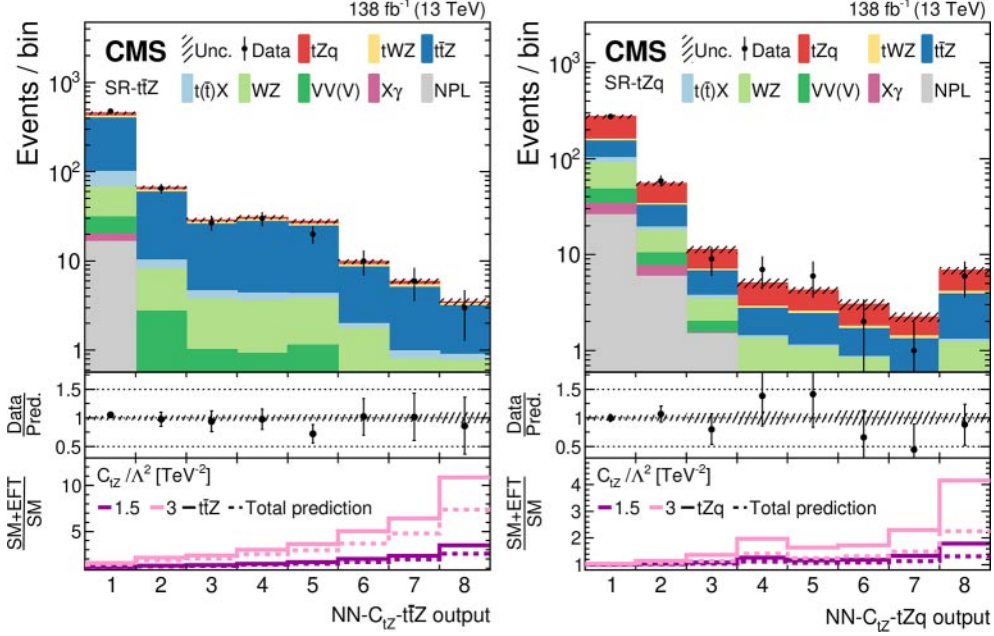 138 fb⁻¹ (13 TeV)
CMS Unc. Data tZq tWZ tt̄Z
SR-tt̄Z t(t̄)X WZ VV(V) Xγ NPL
Events / bin
10³
10²
10
1
Data
Pred.
1.5
1
0.5
SM+EFT
SM
C_tZ /Λ² [TeV⁻²]
1.5 3 tt̄Z Total prediction
10
5
1 2 3 4 5 6 7 8
NN-C_tZ-tt̄Z output
138 fb⁻¹ (13 TeV)
CMS Unc. Data tZq tWZ tt̄Z
SR-tZq t(t̄)X WZ VV(V) Xγ NPL
Events / bin
10³
10²
10
1
Data
Pred.
1.5
1
0.5
SM+EFT
SM
C_tZ /Λ² [TeV⁻²]
1.5 3 tZq Total prediction
4
3
2
1
1 2 3 4 5 6 7 8
NN-C_tZ-tZq output